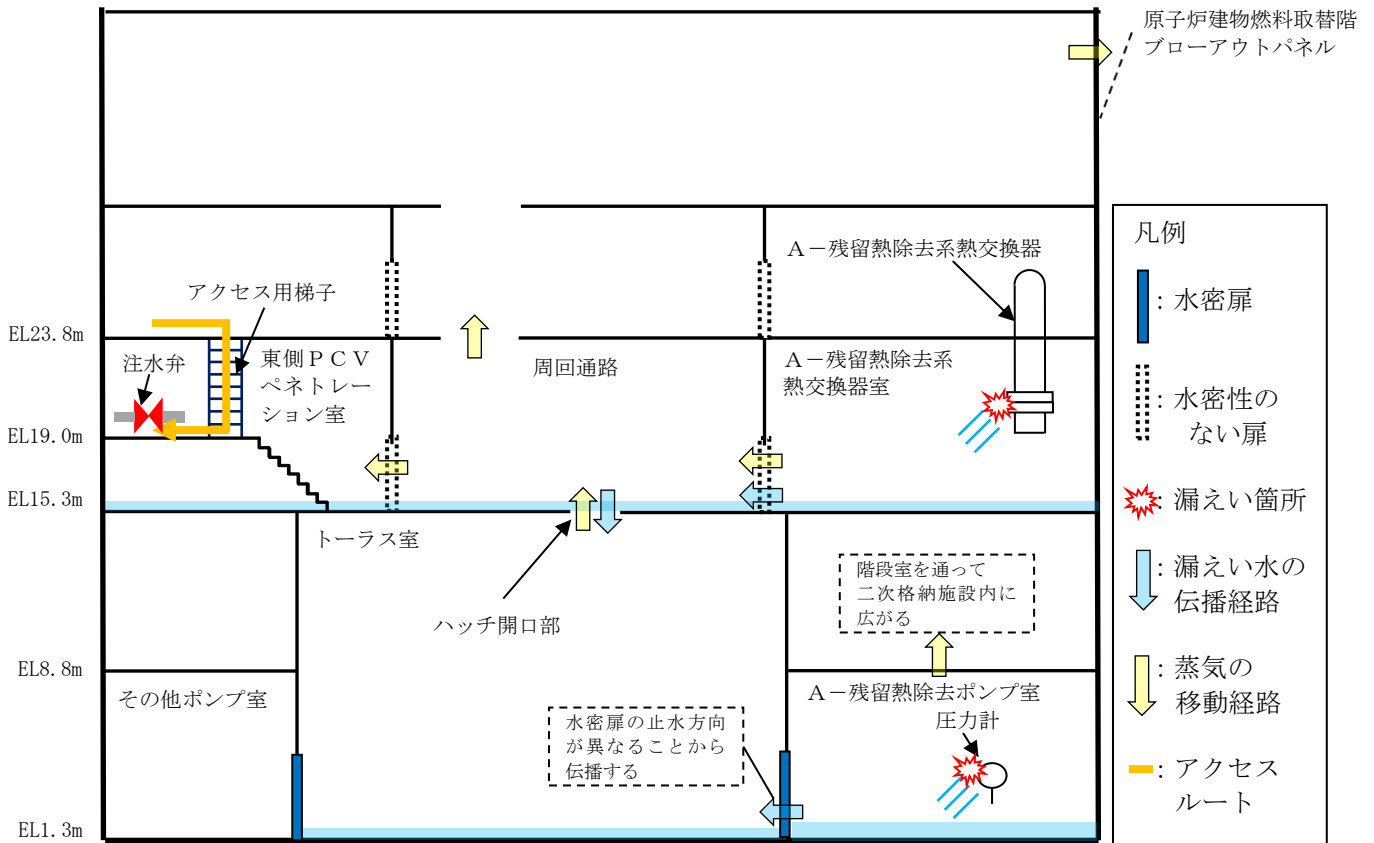 原子炉建物燃料取替階
ブローアウトパネル
A－残留熱除去系熱交換器
アクセス用梯子
EL23.8m
注水弁
東側PCV
ペネトレー
ション室
周回通路
A－残留熱除去系
熱交換器室
EL19.0m
EL15.3m
トーラス室
階段室を通って
二次格納施設内に
広がる
ハッチ開口部
EL8.8m
その他ポンプ室
A－残留熱除去ポンプ室
圧力計
水密扉の止水方向
が異なることから
伝播する
EL1.3m
凡例
：水密扉
：水密性の
ない扉
：漏えい箇所
：漏えい水の
伝播経路
：蒸気の
移動経路
：アクセス
ルート